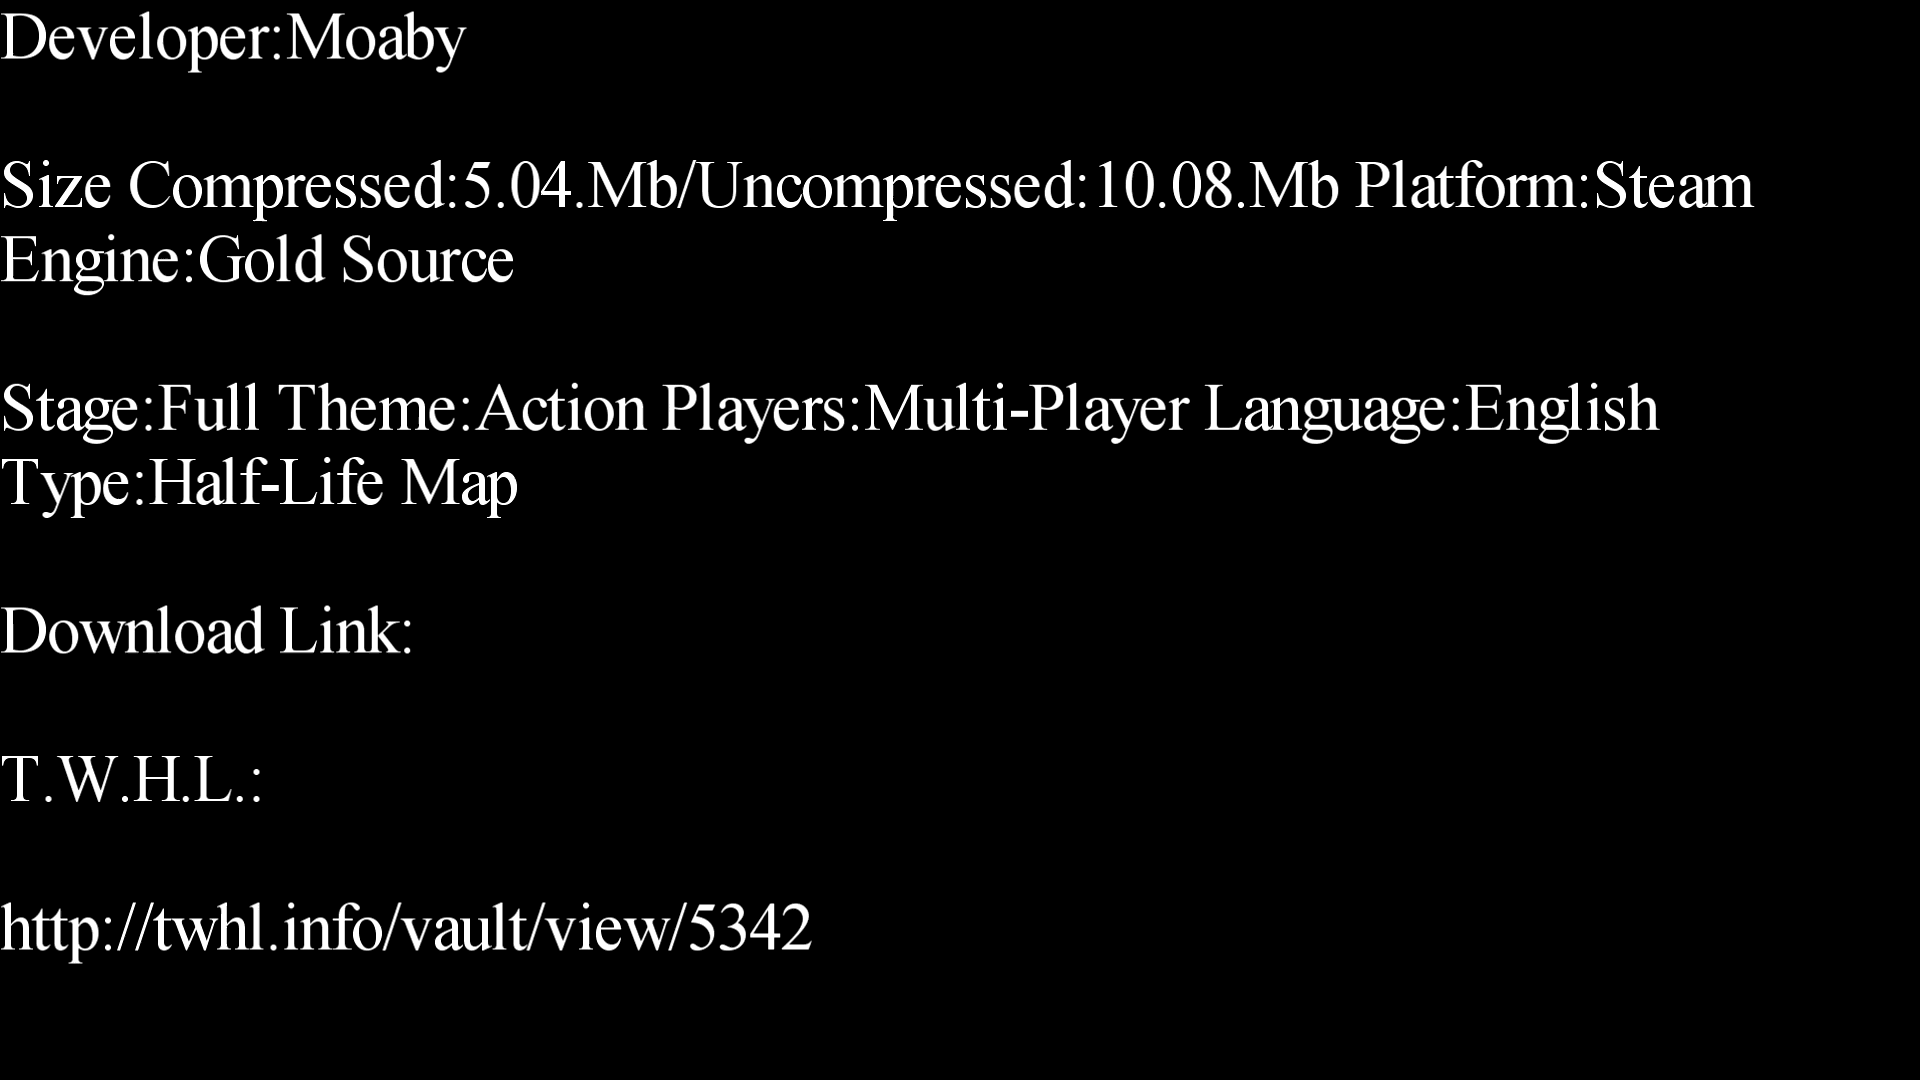 Developer:Moaby
Size Compressed:5.04.Mb/Uncompressed:10.08.Mb Platform:Steam
Engine:Gold Source
Stage:Full Theme:Action Players:Multi-Player Language:English
Type:Half-Life Map
Download Link:
T.W.H.L.:
http://twhl.info/vault/view/5342